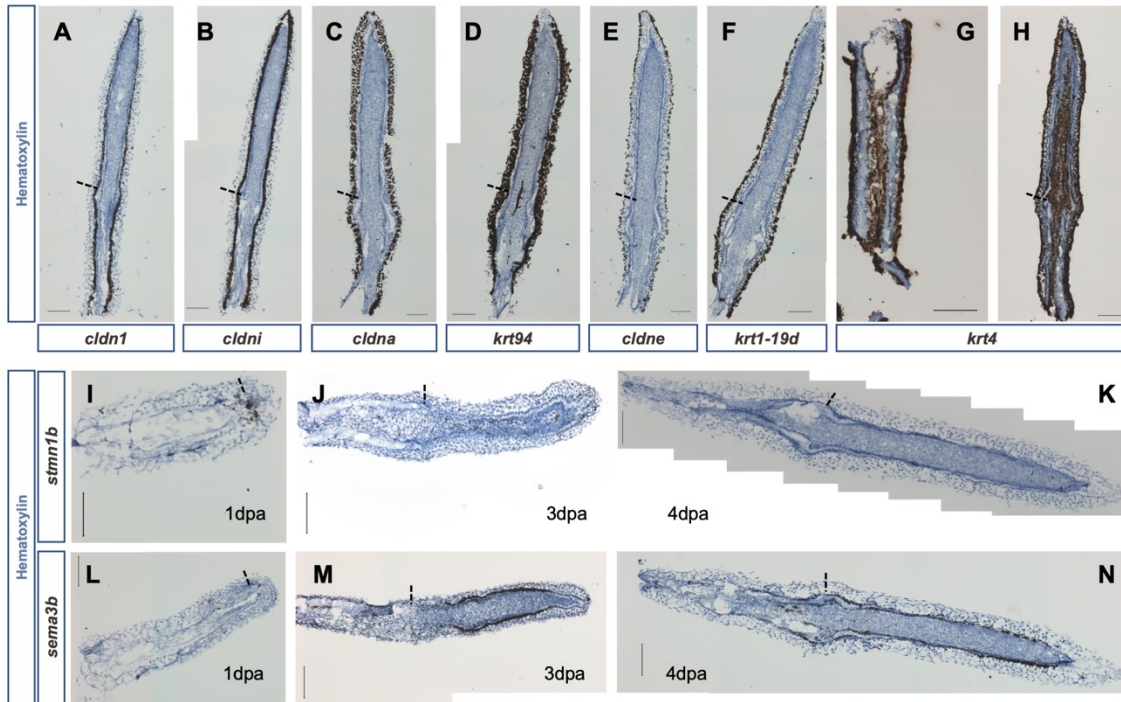 Hematoxylin
A B C D E F G H
cldn1 cldni cldna krt94 cldne krt1-19d krt4
Hematoxylin
stmn1b
I J K
1dpa 3dpa 4dpa
sema3b
L M N
1dpa 3dpa 4dpa